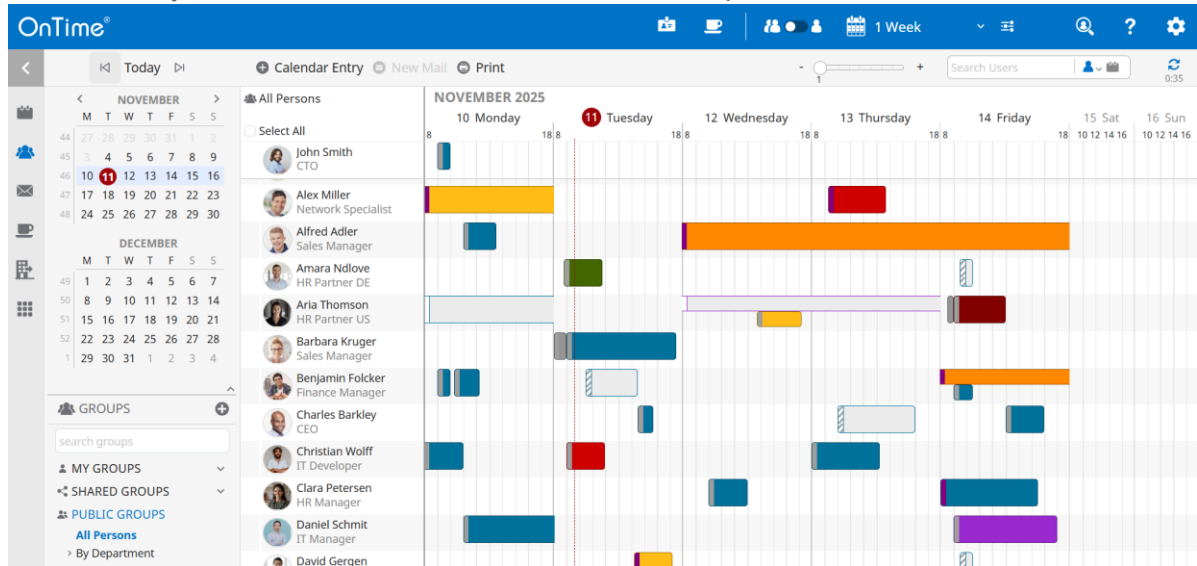 OnTime®
1 Week
?
Today
Calendar Entry
New Mail
Print
-
+
1
Search Users
0:35
NOVEMBER
M T W T F S S
44 27 28 29 30 31 1 2
45 3 4 5 6 7 8 9
46 10 11 12 13 14 15 16
47 17 18 19 20 21 22 23
48 24 25 26 27 28 29 30
DECEMBER
M T W T F S S
49 1 2 3 4 5 6 7
50 8 9 10 11 12 13 14
51 15 16 17 18 19 20 21
52 22 23 24 25 26 27 28
1 29 30 31 1 2 3 4
GROUPS
search groups
MY GROUPS
SHARED GROUPS
PUBLIC GROUPS
All Persons
By Department
All Persons
Select All
NOVEMBER 2025
10 Monday 11 Tuesday 12 Wednesday 13 Thursday 14 Friday 15 Sat 16 Sun
8 18 8 18 8 18 8 18 8 18 10 12 14 16 10 12 14 16
John Smith
CTO
Alex Miller
Network Specialist
Alfred Adler
Sales Manager
Amara Ndlove
HR Partner DE
Aria Thomson
HR Partner US
Barbara Kruger
Sales Manager
Benjamin Folcker
Finance Manager
Charles Barkley
CEO
Christian Wolff
IT Developer
Clara Petersen
HR Manager
Daniel Schmit
IT Manager
David Gergen